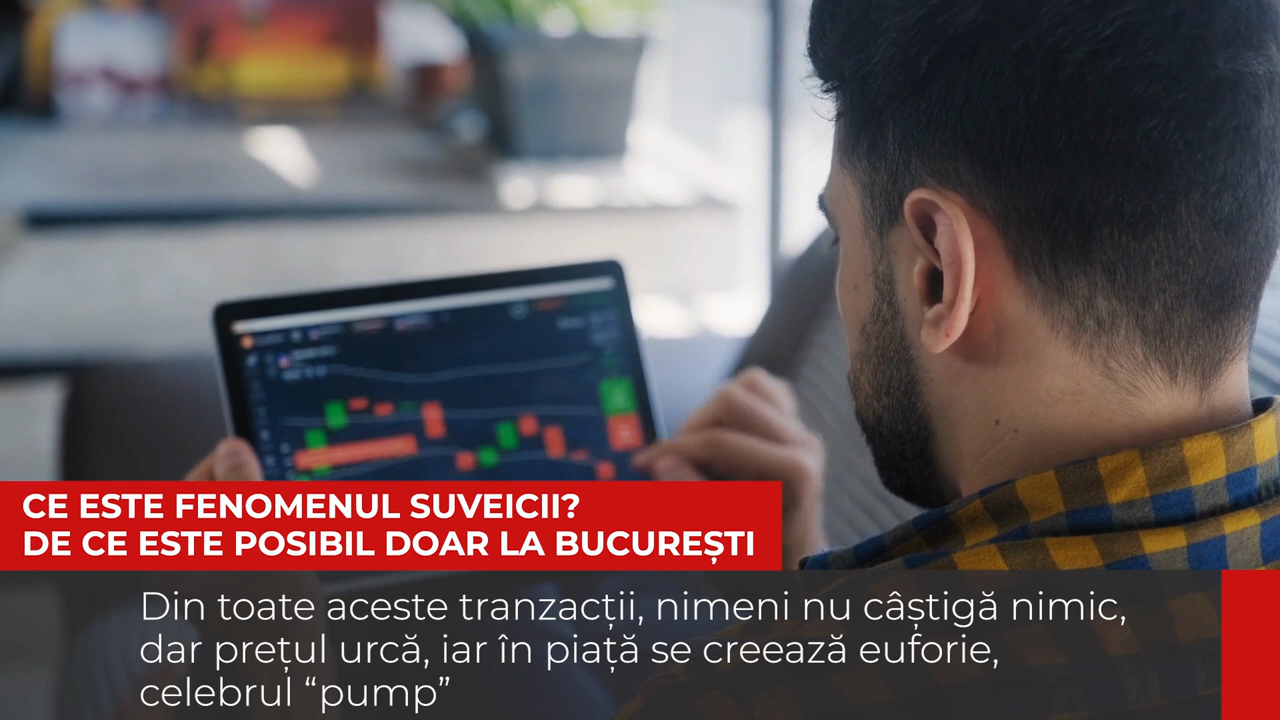 CE ESTE FENOMENUL SUVEICII?
DE CE ESTE POSIBIL DOAR LA BUCUREȘTI
Din toate aceste tranzacții, nimeni nu câștigă nimic,
dar prețul urcă, iar în piață se creează euforie,
celebrul “pump”